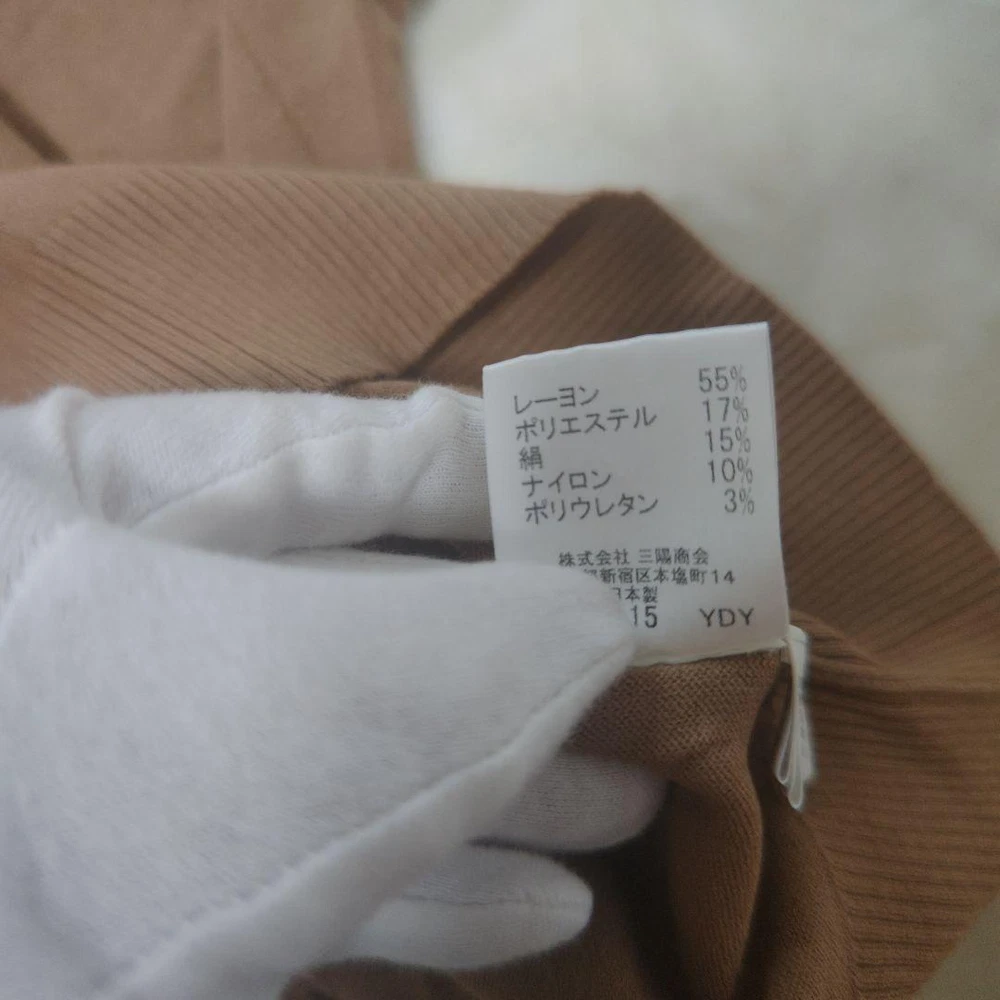 レーヨン 55%
ポリエステル 17%
絹 15%
ナイロン 10%
ポリウレタン 3%
株式会社 三陽商会
新宿区本塩町14
日本製
15 YDY